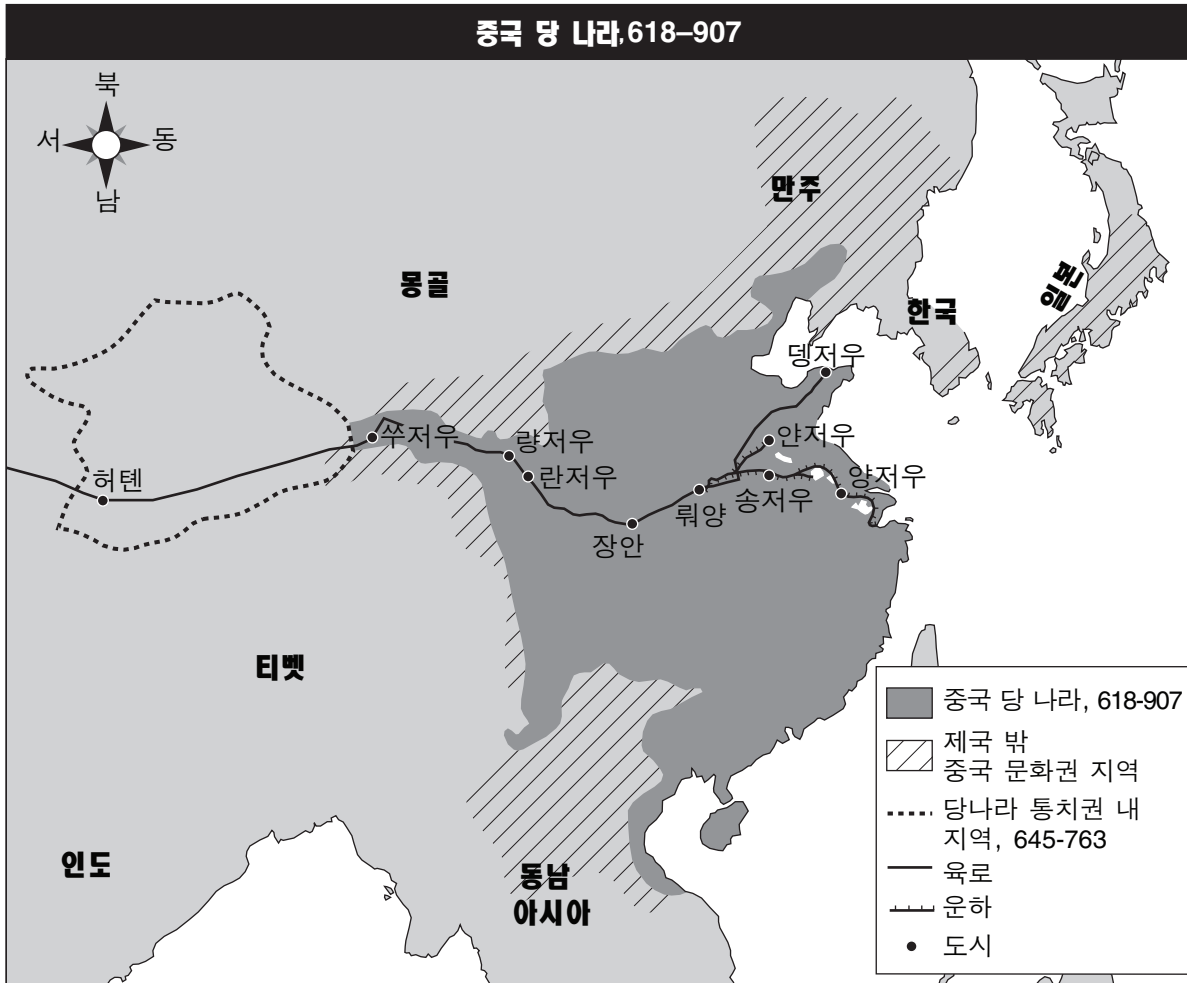 중국 당 나라,618–907
북
서
동
남
만주
몽골
일본
한국
뎅저우
쑤저우
량저우
얀저우
허톈
란저우
송저우
양저우
뤄양
장안
티벳
인도
동남
아시아
중국 당 나라, 618-907
제국 밖
중국 문화권 지역
당나라 통치권 내
지역, 645-763
육로
운하
도시